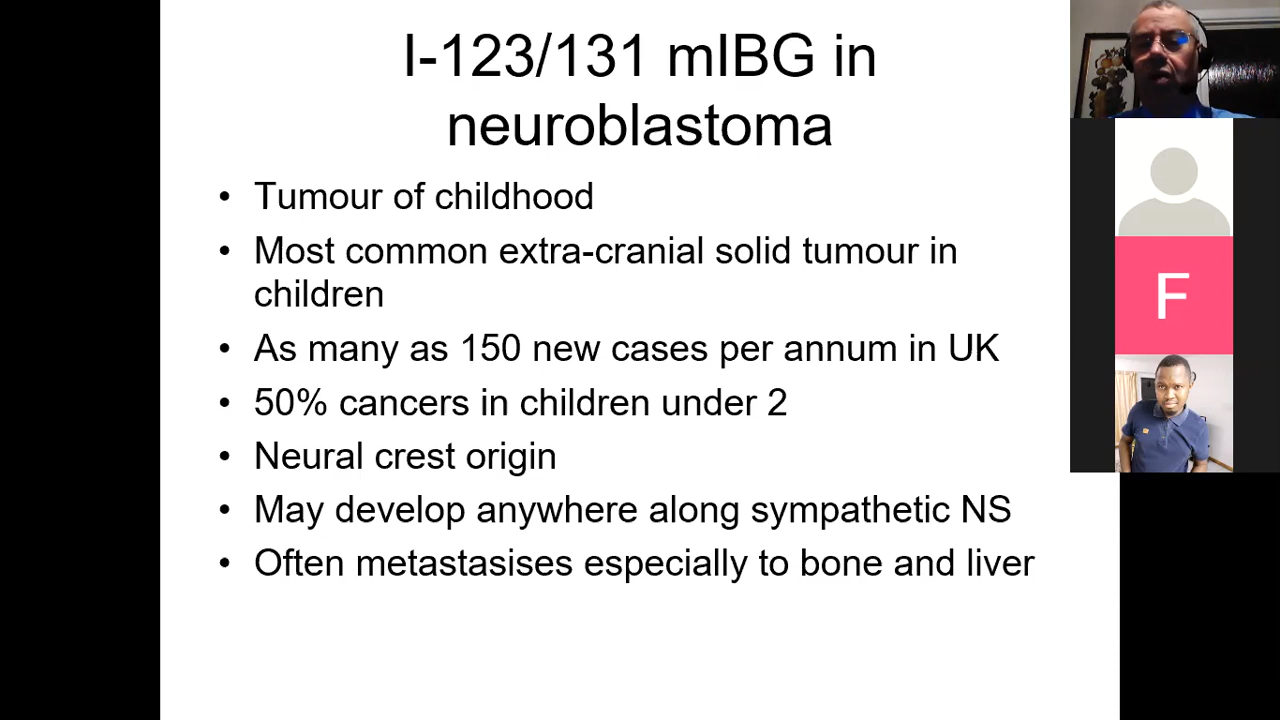 I-123/131 mIBG in
neuroblastoma
• Tumour of childhood
• Most common extra-cranial solid tumour in
children
• As many as 150 new cases per annum in UK
• 50% cancers in children under 2
• Neural crest origin
• May develop anywhere along sympathetic NS
• Often metastasises especially to bone and liver
F